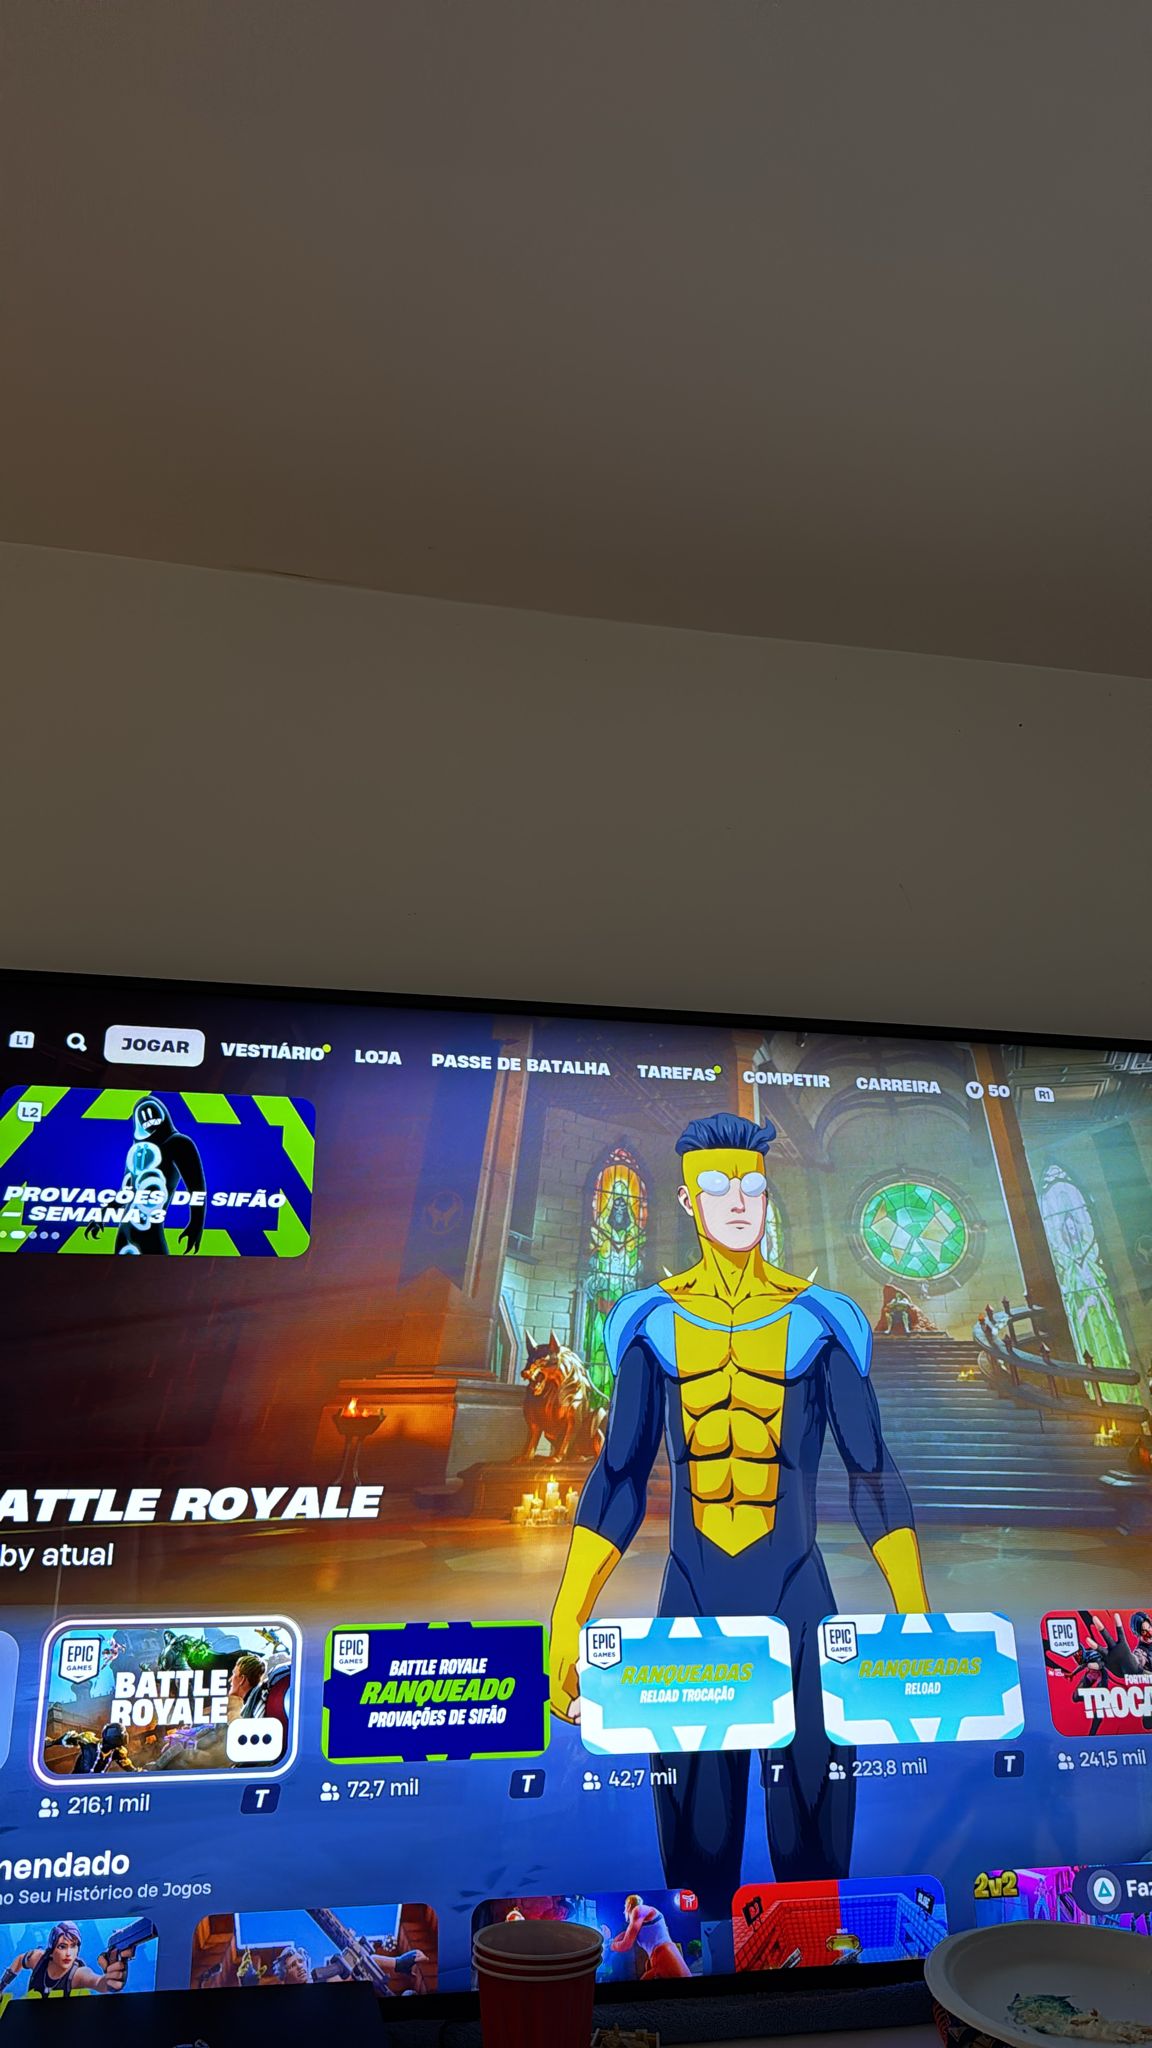 L1
JOGAR
VESTIÁRIO
LOJA
PASSE DE BATALHA
TAREFAS
COMPETIR
CARREIRA
V 50
R1
L2
PROVAÇÕES DE SIFÃO
– SEMANA 3
ATTLE ROYALE
by atual
EPIC
GAMES
BATTLE
ROYALE
EPIC
GAMES
BATTLE ROYALE
RANQUEADO
PROVAÇÕES DE SIFÃO
EPIC
GAMES
RANQUEADAS
RELOAD TROCAÇÃO
EPIC
GAMES
RANQUEADAS
RELOAD
EPIC
GAMES
FORTNIT
TROCA
216,1 mil
T
72,7 mil
T
42,7 mil
T
223,8 mil
T
241,5 mil
mendado
no Seu Histórico de Jogos
2v2
Faz